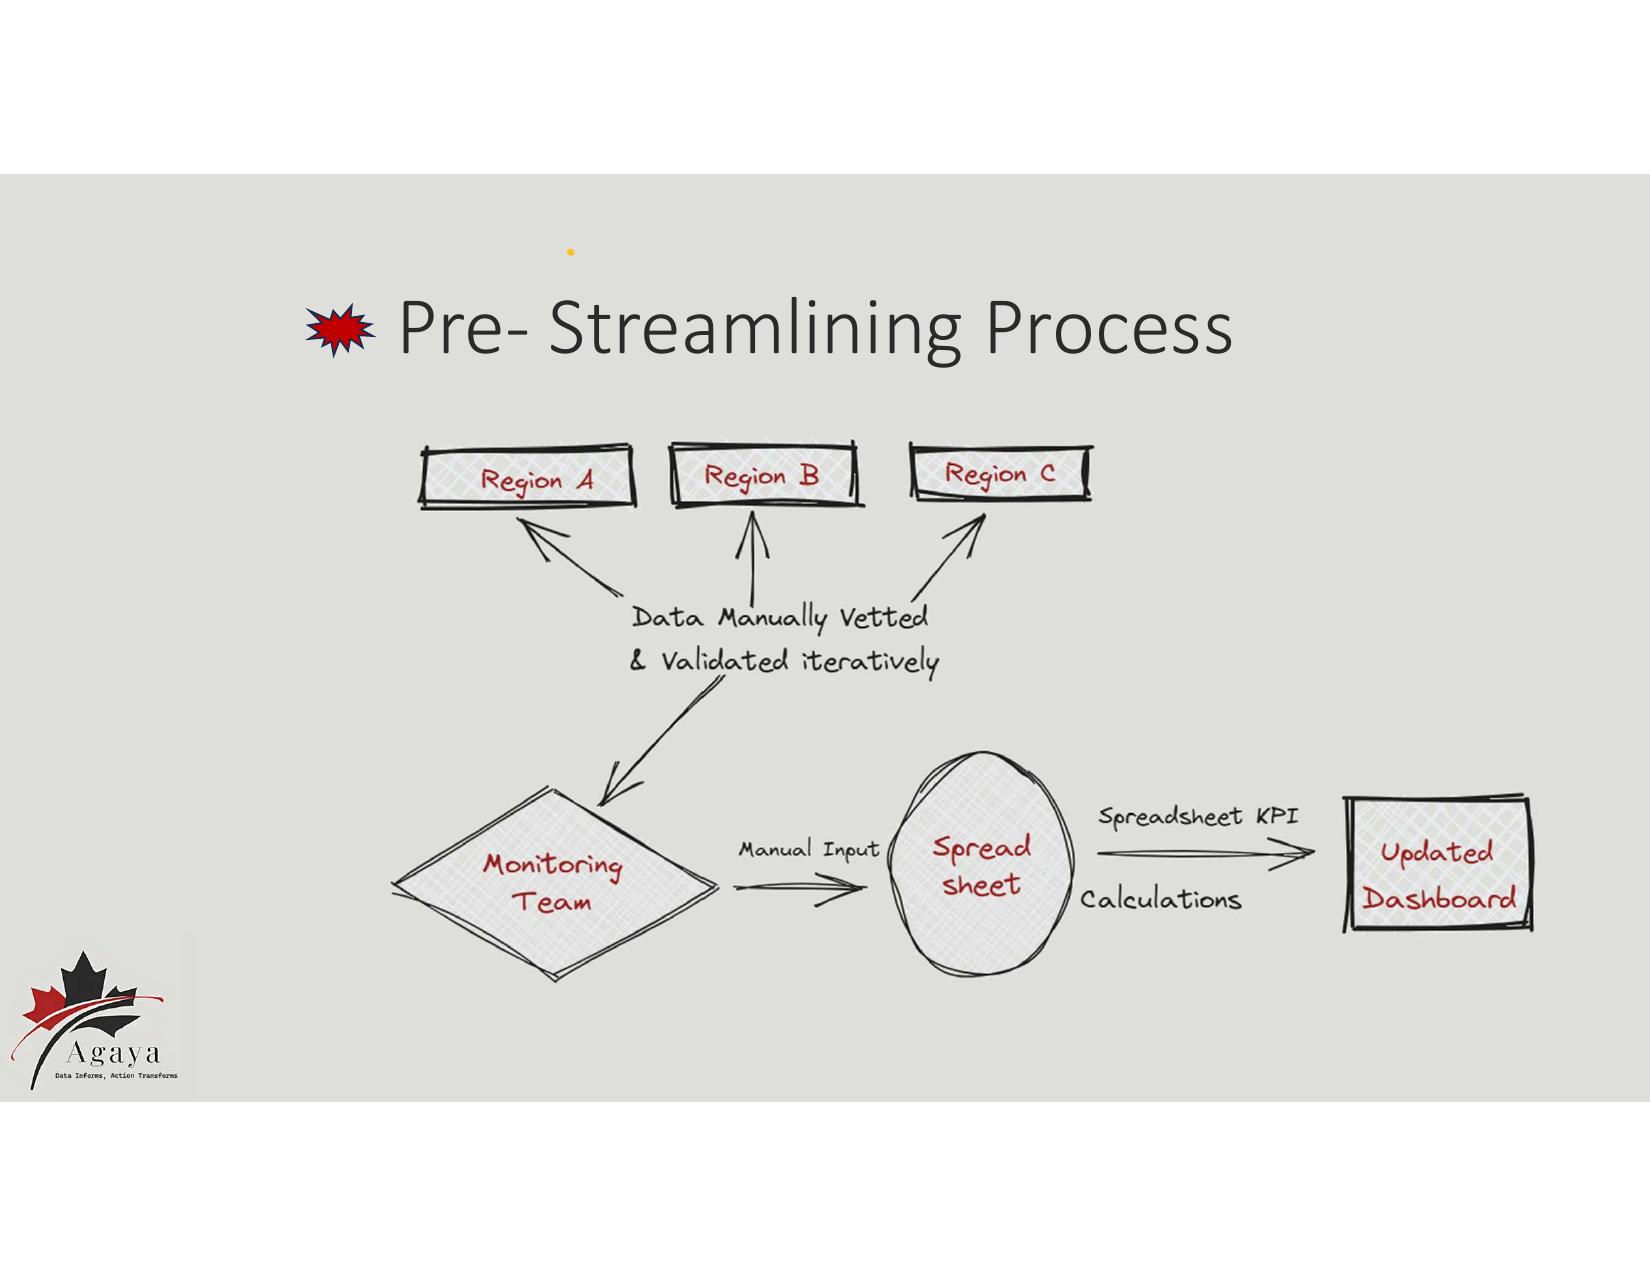 Pre- Streamlining Process
Region A
Region B
Region C
Data Manually Vetted
& Validated iteratively
Monitoring
Team
Manual Input
Spread
sheet
Spreadsheet KPI
Calculations
Updated
Dashboard
Agaya
Data Informs, Action Transforms